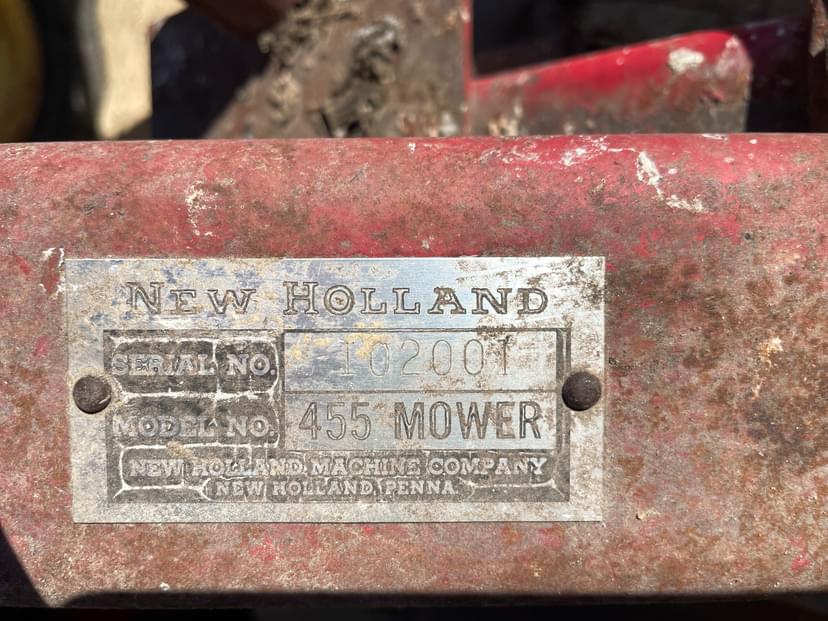 NEW HOLLAND
SERIAL NO. 102001
MODEL NO. 455 MOWER
NEW HOLLAND MACHINE COMPANY
NEW HOLLAND, PENNA.